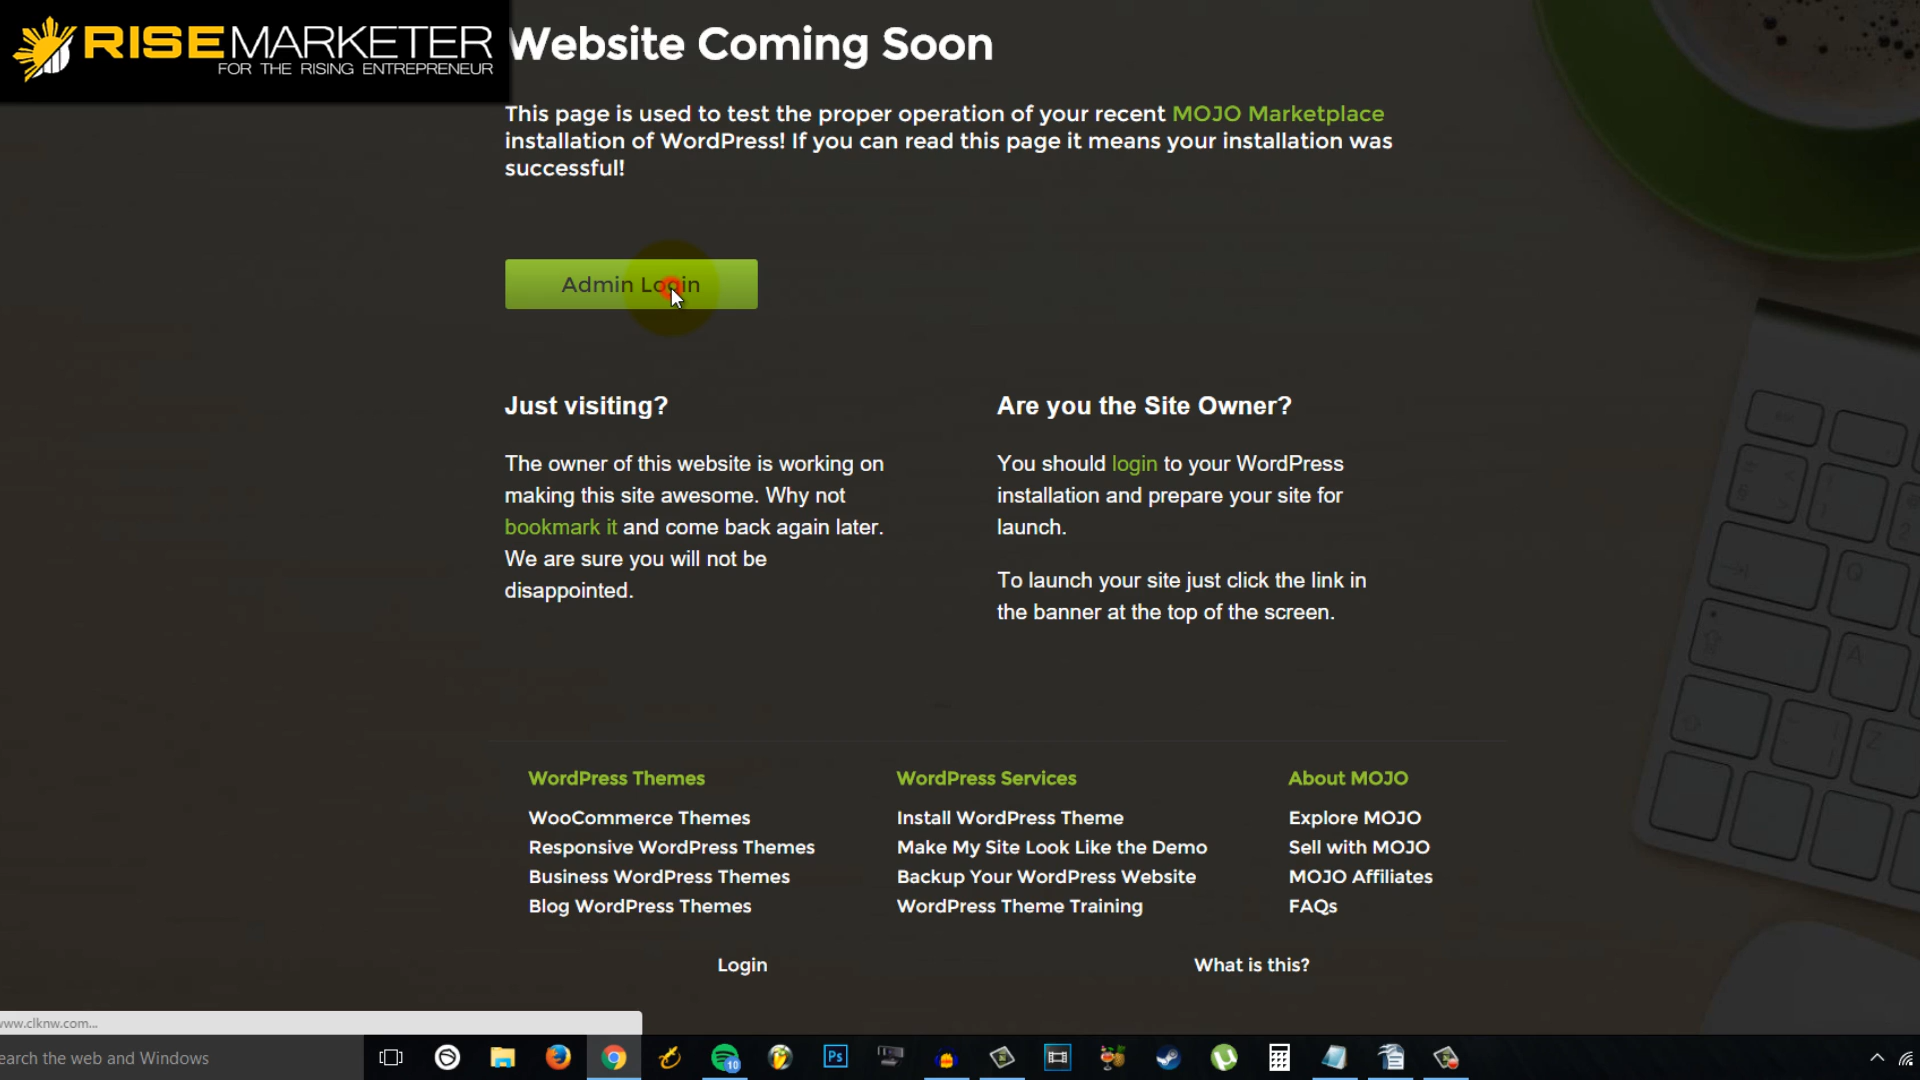 RISEMARKETER
FOR THE RISING ENTREPRENEUR
Website Coming Soon
This page is used to test the proper operation of your recent MOJO Marketplace
installation of WordPress! If you can read this page it means your installation was
successful!
Admin Login
Just visiting?
The owner of this website is working on
making this site awesome. Why not
bookmark it and come back again later.
We are sure you will not be
disappointed.
Are you the Site Owner?
You should login to your WordPress
installation and prepare your site for
launch.
To launch your site just click the link in
the banner at the top of the screen.
WordPress Themes
WooCommerce Themes
Responsive WordPress Themes
Business WordPress Themes
Blog WordPress Themes
WordPress Services
Install WordPress Theme
Make My Site Look Like the Demo
Backup Your WordPress Website
WordPress Theme Training
About MOJO
Explore MOJO
Sell with MOJO
MOJO Affiliates
FAQs
Login
What is this?
www.clknw.com...
earch the web and Windows
10
Ps